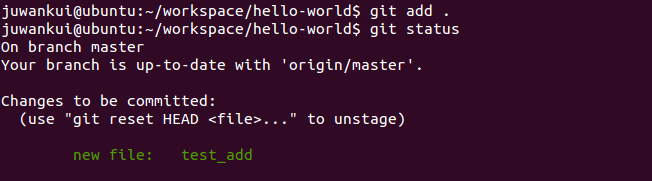 juwankui@ubuntu:~/workspace/hello-world$ git add .
juwankui@ubuntu:~/workspace/hello-world$ git status
On branch master
Your branch is up-to-date with 'origin/master'.
Changes to be committed:
  (use "git reset HEAD <file>..." to unstage)
        new file:   test_add